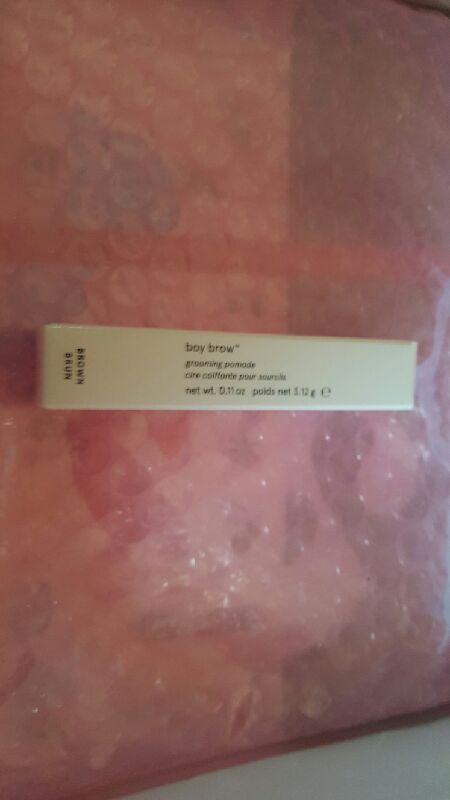 boy brow™
grooming pomade
cire coiffante pour sourcils
net wt. 0.11 oz poids net 3.12 g ℮
BROWN
BRUN